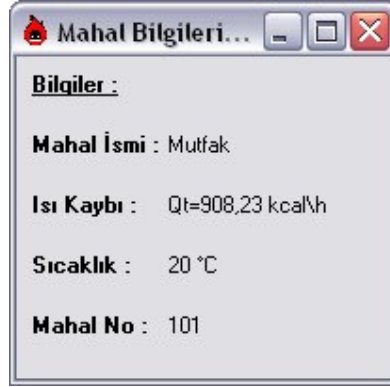 Mahal Bilgileri...
Bilgiler :
Mahal İsmi : Mutfak
Isı Kaybı : Qt=908,23 kcal\h
Sıcaklık : 20 °C
Mahal No : 101